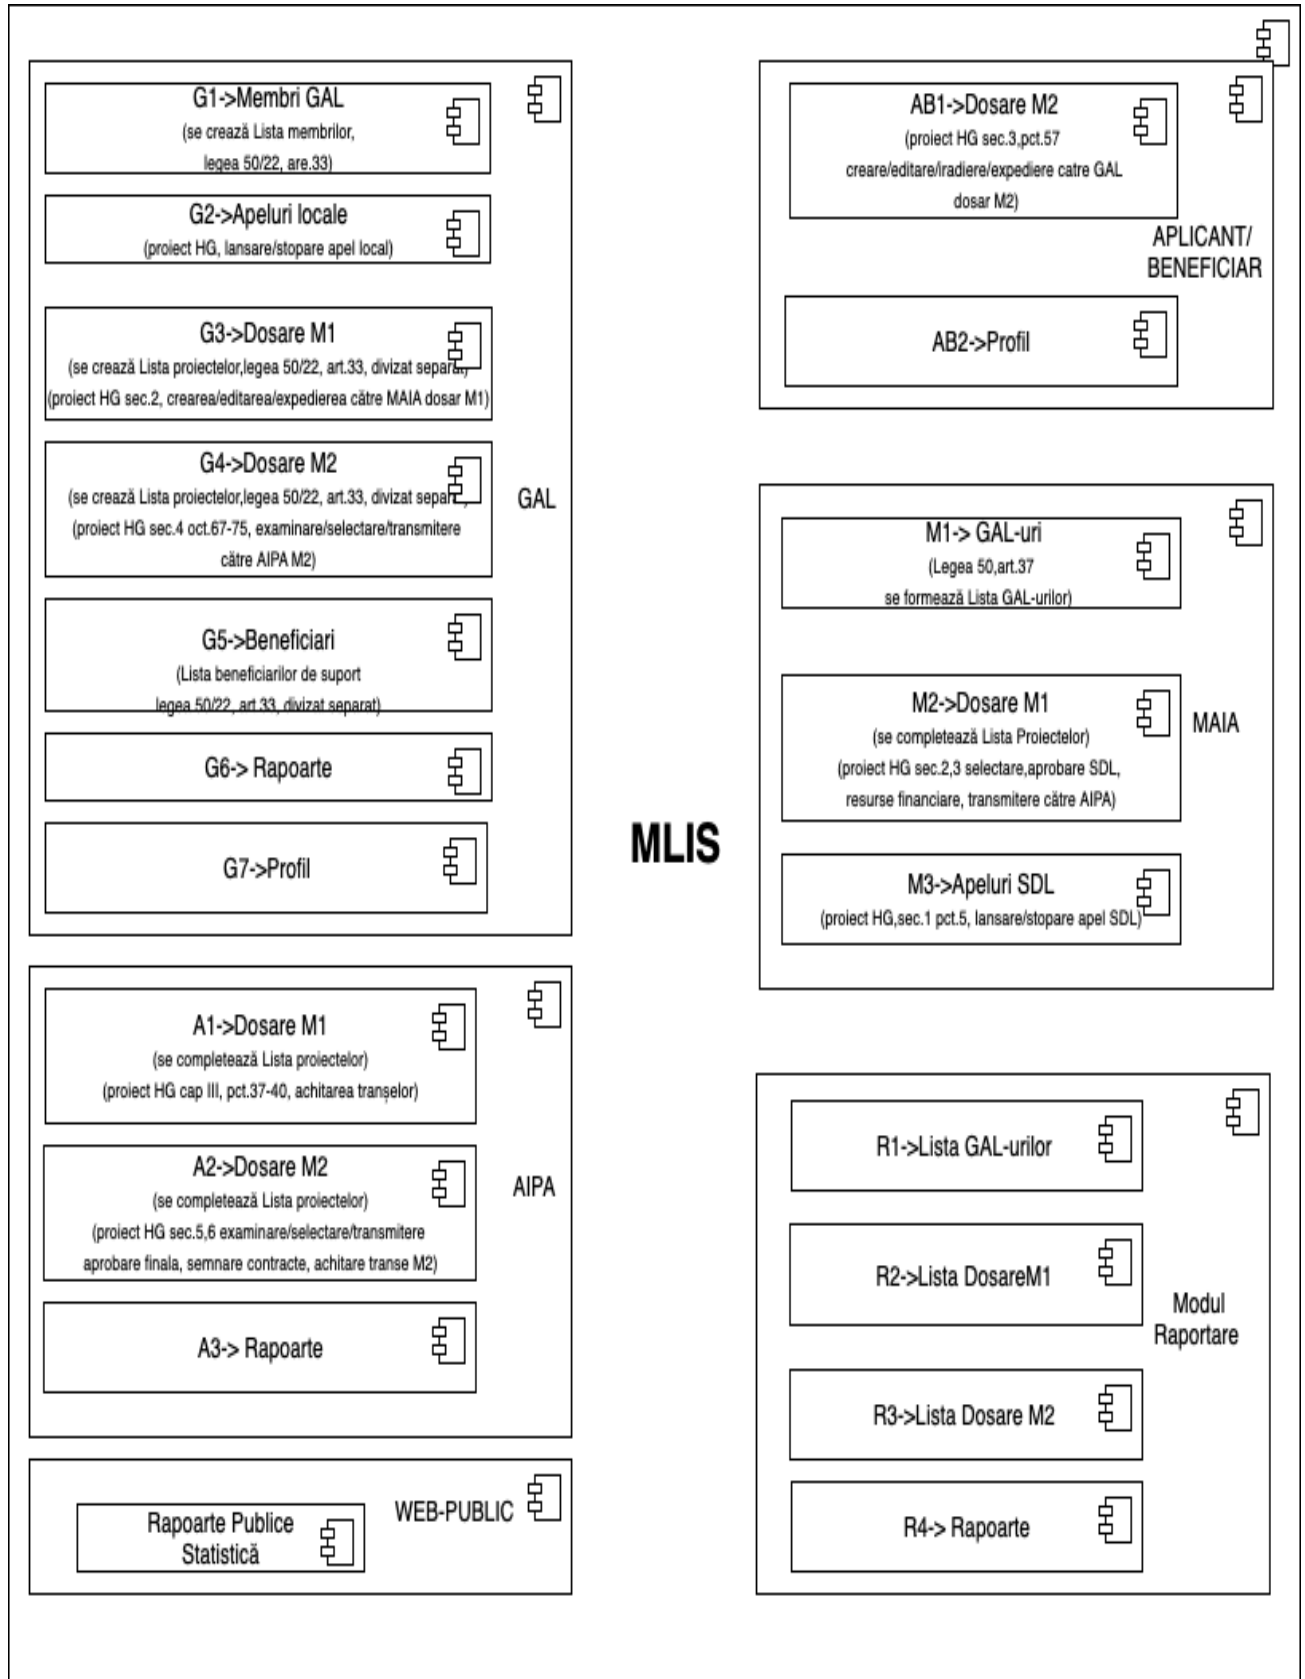 G1->Membri GAL
(se crează Lista membrilor,
legea 50/22, are.33)
G2->Apeluri locale
(proiect HG, lansare/stopare apel local)
G3->Dosare M1
(se crează Lista proiectelor,legea 50/22, art.33, divizat separat)
(proiect HG sec.2, crearea/editarea/expedierea către MAIA dosar M1)
G4->Dosare M2
(se crează Lista proiectelor,legea 50/22, art.33, divizat separat,
(proiect HG sec.4 oct.67-75, examinare/selectare/transmitere
către AIPA M2)
GAL
G5->Beneficiari
(Lista beneficiarilor de suport
legea 50/22, art 33, divizat separat)
G6-> Rapoarte
G7->Profil
AB1->Dosare M2
(proiect HG sec.3,pct.57
creare/editare/iradiere/expediere catre GAL
dosar M2)
APLICANT/
BENEFICIAR
AB2->Profil
M1-> GAL-uri
(Legea 50,art.37
se formează Lista GAL-urilor)
M2->Dosare M1
(se completează Lista Proiectelor)
(proiect HG sec.2,3 selectare,aprobare SDL,
resurse financiare, transmitere către AIPA)
MAIA
M3->Apeluri SDL
(proiect HG,sec.1 pct.5, lansare/stopare apel SDL)
MLIS
A1->Dosare M1
(se completează Lista proiectelor)
(proiect HG cap III, pct.37-40, achitarea tranșelor)
A2->Dosare M2
(se completează Lista proiectelor)
(proiect HG sec.5,6 examinare/selectare/transmitere
aprobare finala, semnare contracte, achitare transe M2)
AIPA
A3-> Rapoarte
WEB-PUBLIC
Rapoarte Publice
Statistică
R1->Lista GAL-urilor
R2->Lista DosareM1
Modul
Raportare
R3->Lista Dosare M2
R4-> Rapoarte